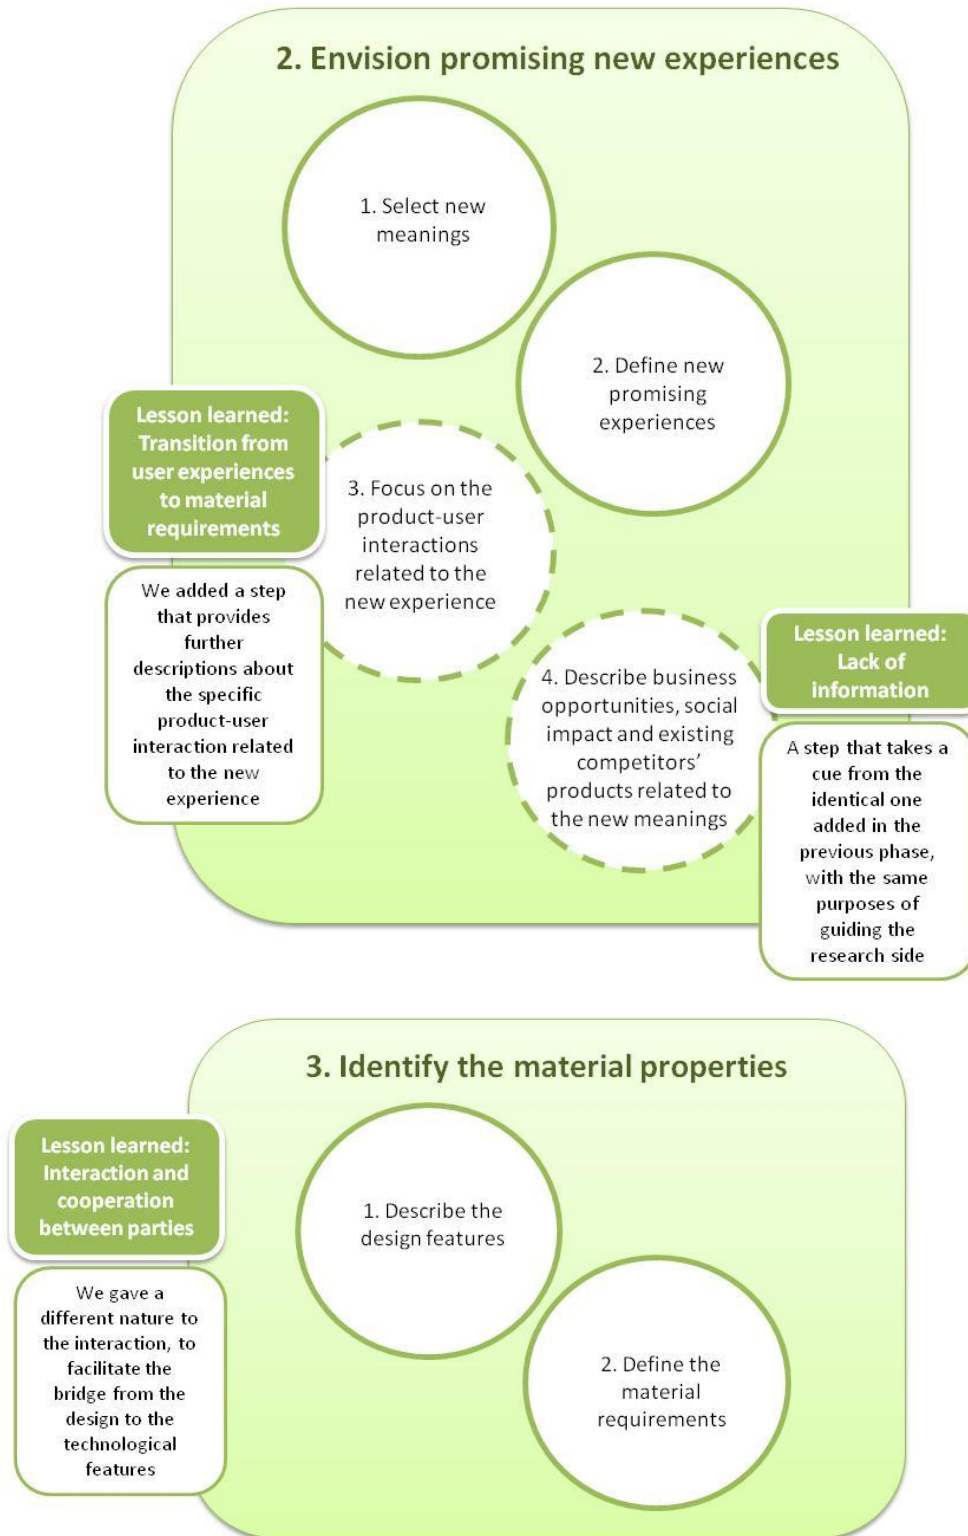 2. Envision promising new experiences
1. Select new
meanings
2. Define new
promising
experiences
Lesson learned:
Transition from
user experiences
to material
requirements
We added a step
that provides
further
descriptions about
the specific
product-user
interaction related
to the new
experience
3. Focus on the
product-user
interactions
related to the
new experience
4. Describe business
opportunities, social
impact and existing
competitors’
products related to
the new meanings
Lesson learned:
Lack of
information
A step that takes a
cue from the
identical one
added in the
previous phase,
with the same
purposes of
guiding the
research side
3. Identify the material properties
Lesson learned:
Interaction and
cooperation
between parties
We gave a
different nature to
the interaction, to
facilitate the
bridge from the
design to the
technological
features
1. Describe the
design features
2. Define the
material
requirements